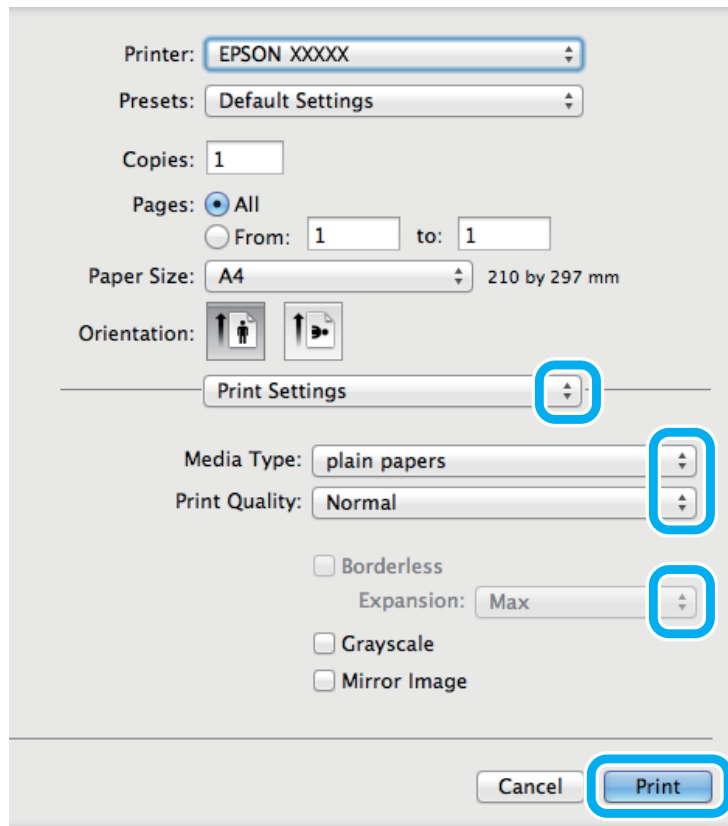 Printer: EPSON XXXXX
Presets: Default Settings
Copies: 1
Pages: All
From: 1 to: 1
Paper Size: A4 210 by 297 mm
Orientation:
Print Settings
Media Type: plain papers
Print Quality: Normal
Borderless
Expansion: Max
Grayscale
Mirror Image
Cancel Print